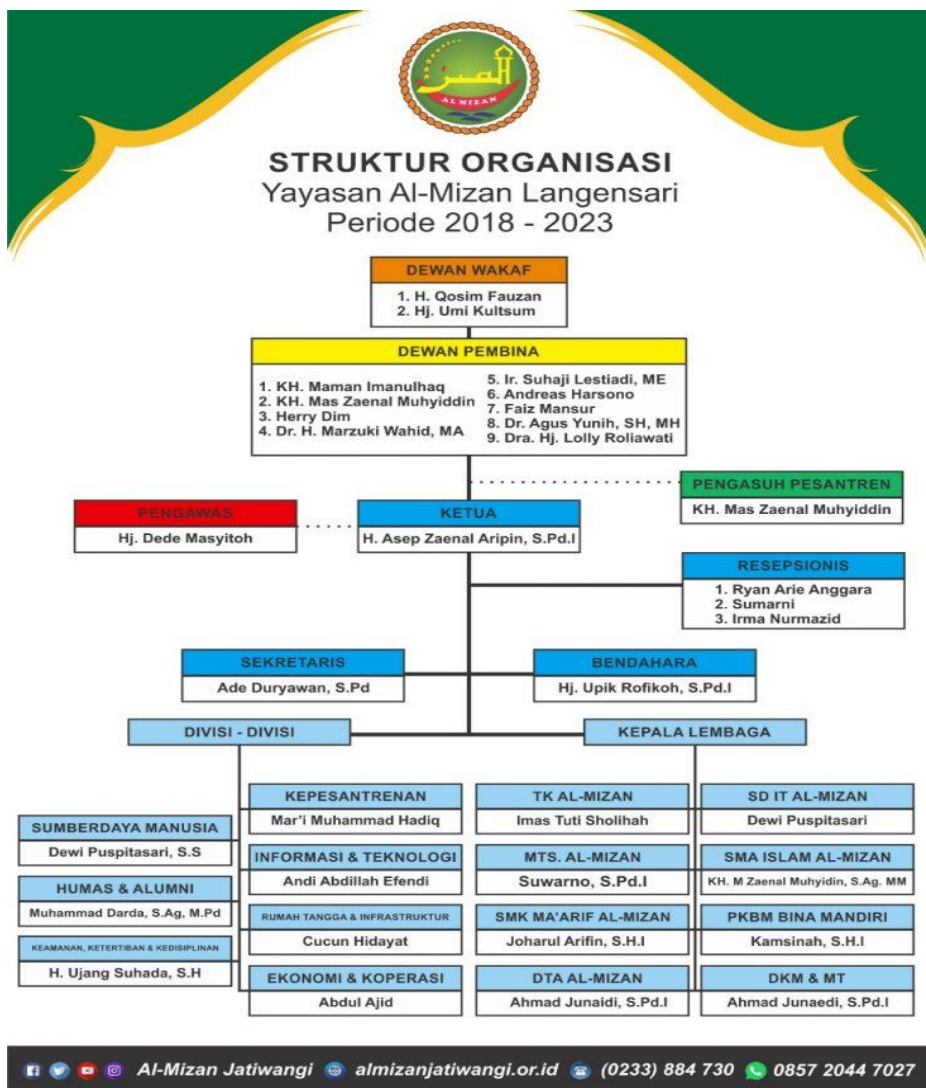 المیزان
AL MIZAN
STRUKTUR ORGANISASI
Yayasan Al-Mizan Langensari
Periode 2018 - 2023
DEWAN WAKAF
1. H. Qosim Fauzan
2. Hj. Umi Kultsum
DEWAN PEMBINA
1. KH. Maman Imanulhaq
2. KH. Mas Zaenal Muhyiddin
3. Herry Dim
4. Dr. H. Marzuki Wahid, MA
5. Ir. Suhaji Lestiadi, ME
6. Andreas Harsono
7. Faiz Mansur
8. Dr. Agus Yunih, SH, MH
9. Dra. Hj. Lolly Roliawati
PENGASUH PESANTREN
KH. Mas Zaenal Muhyiddin
PENGAWAS
Hj. Dede Masyitoh
KETUA
H. Asep Zaenal Aripin, S.Pd.I
RESEPSIONIS
1. Ryan Arie Anggara
2. Sumarni
3. Irma Nurmazid
SEKRETARIS
Ade Duryawan, S.Pd
BENDAHARA
Hj. Upik Rofikoh, S.Pd.I
DIVISI - DIVISI
SUMBERDAYA MANUSIA
Dewi Puspitasari, S.S
HUMAS & ALUMNI
Muhammad Darda, S.Ag, M.Pd
KEAMANAN, KETERTIBAN & KEDISIPLINAN
H. Ujang Suhada, S.H
KEPESANTRENAN
Mar'i Muhammad Hadiq
INFORMASI & TEKNOLOGI
Andi Abdillah Efendi
RUMAH TANGGA & INFRASTRUKTUR
Cucun Hidayat
EKONOMI & KOPERASI
Abdul Ajid
KEPALA LEMBAGA
TK AL-MIZAN
Imas Tuti Sholihah
MTS. AL-MIZAN
Suwarno, S.Pd.I
SMK MA'ARIF AL-MIZAN
Joharul Arifin, S.H.I
DTA AL-MIZAN
Ahmad Junaidi, S.Pd.I
SD IT AL-MIZAN
Dewi Puspitasari
SMA ISLAM AL-MIZAN
KH. M Zaenal Muhyidin, S.Ag. MM
PKBM BINA MANDIRI
Kamsinah, S.H.I
DKM & MT
Ahmad Junaedi, S.Pd.I
Al-Mizan Jatiwangi almizanjatiwangi.or.id (0233) 884 730 0857 2044 7027